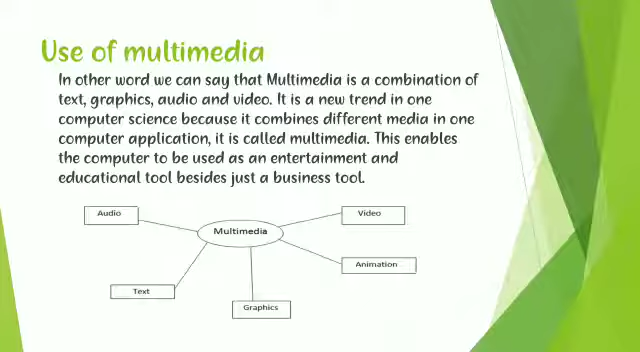 Use of multimedia
In other word we can say that Multimedia is a combination of
text, graphics, audio and video. It is a new trend in one
computer science because it combines different media in one
computer application, it is called multimedia. This enables
the computer to be used as an entertainment and
educational tool besides just a business tool.
Audio
Video
Multimedia
Animation
Text
Graphics